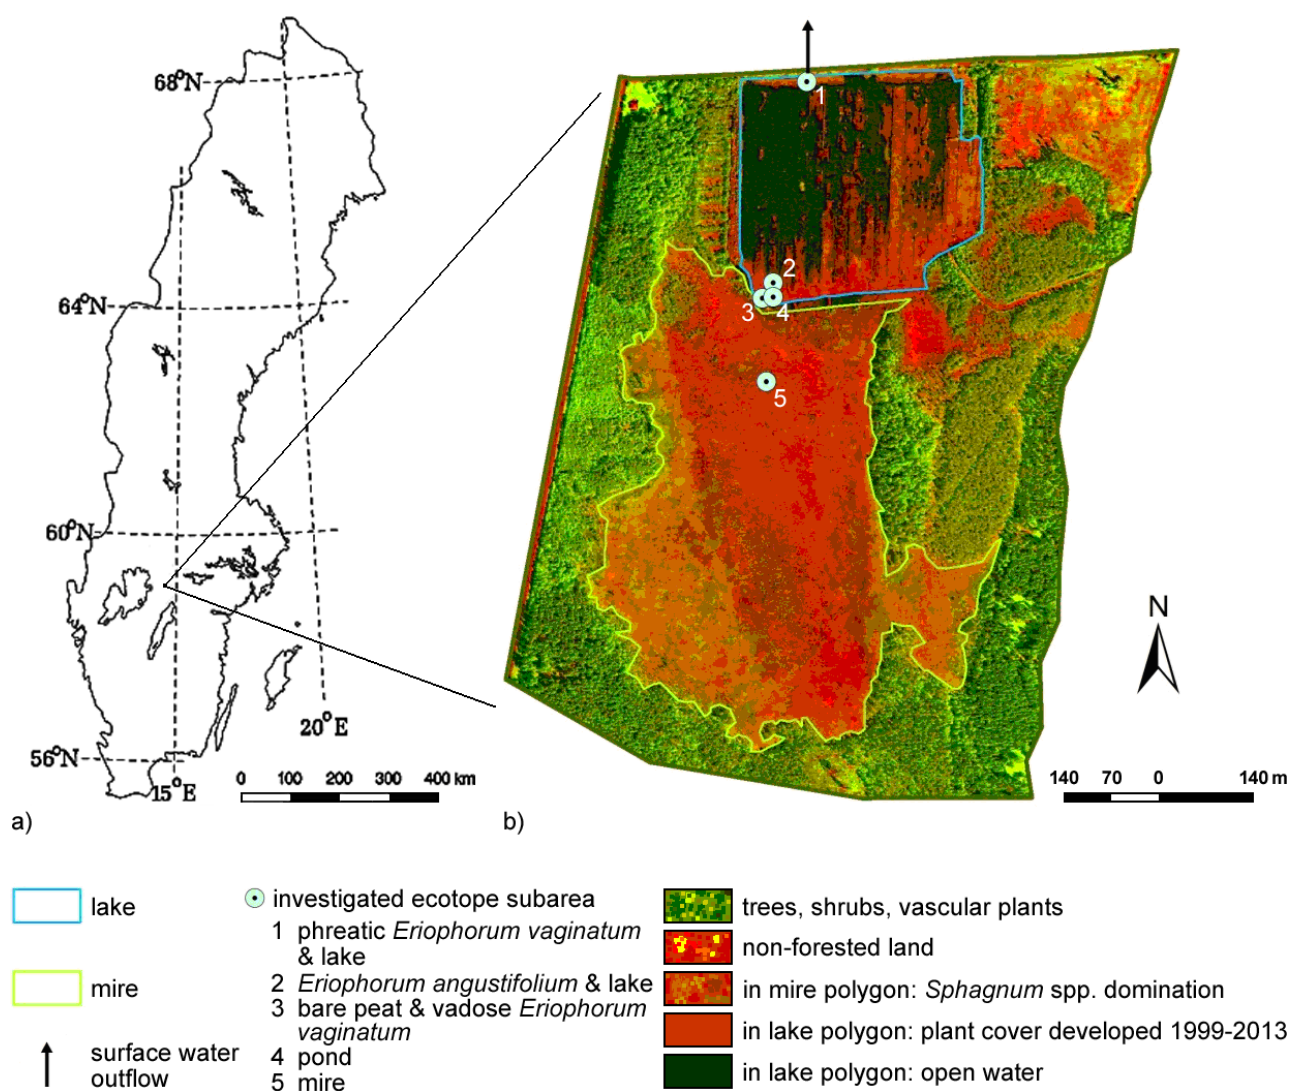 68°N
64°N
60°N
56°N
15°E
20°E
0 100 200 300 400 km
a)
1
2
3 4
5
N
140 70 0 140 m
b)
lake
mire
surface water
outflow
investigated ecotope subarea
1 phreatic Eriophorum vaginatum
& lake
2 Eriophorum angustifolium & lake
3 bare peat & vadose Eriophorum
vaginatum
4 pond
5 mire
trees, shrubs, vascular plants
non-forested land
in mire polygon: Sphagnum spp. domination
in lake polygon: plant cover developed 1999-2013
in lake polygon: open water